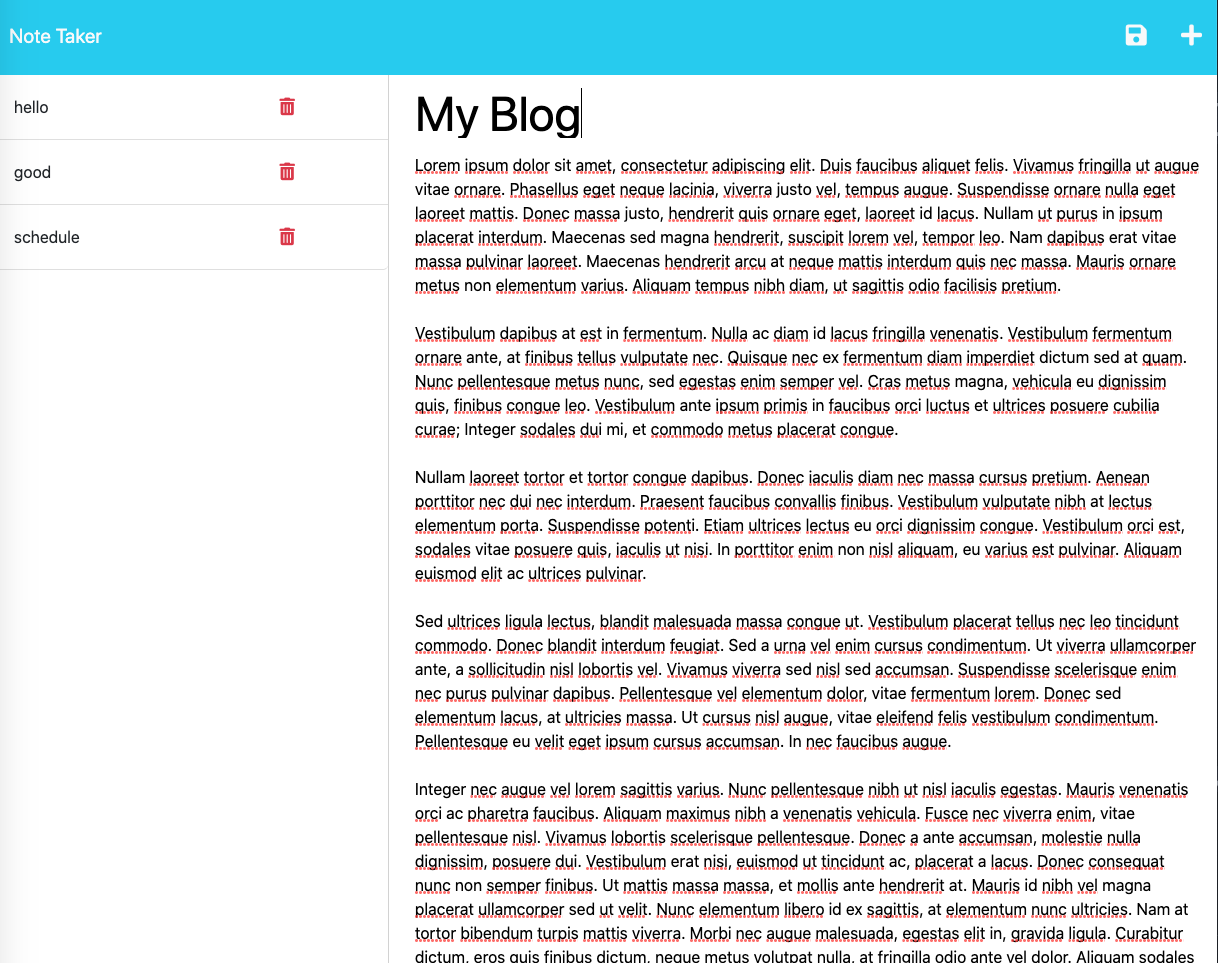 Note Taker
hello
good
schedule
My Blog
Lorem ipsum dolor sit amet, consectetur adipiscing elit. Duis faucibus aliquet felis. Vivamus fringilla ut augue
vitae ornare. Phasellus eget neque lacinia, viverra justo vel, tempus augue. Suspendisse ornare nulla eget
laoreet mattis. Donec massa justo, hendrerit quis ornare eget, laoreet id lacus. Nullam ut purus in ipsum
placerat interdum. Maecenas sed magna hendrerit, suscipit lorem vel, tempor leo. Nam dapibus erat vitae
massa pulvinar laoreet. Maecenas hendrerit arcu at neque mattis interdum quis nec massa. Mauris ornare
metus non elementum varius. Aliquam tempus nibh diam, ut sagittis odio facilisis pretium.
Vestibulum dapibus at est in fermentum. Nulla ac diam id lacus fringilla venenatis. Vestibulum fermentum
ornare ante, at finibus tellus vulputate nec. Quisque nec ex fermentum diam imperdiet dictum sed at quam.
Nunc pellentesque metus nunc, sed egestas enim semper vel. Cras metus magna, vehicula eu dignissim
quis, finibus congue leo. Vestibulum ante ipsum primis in faucibus orci luctus et ultrices posuere cubilia
curae; Integer sodales dui mi, et commodo metus placerat congue.
Nullam laoreet tortor et tortor congue dapibus. Donec iaculis diam nec massa cursus pretium. Aenean
porttitor nec dui nec interdum. Praesent faucibus convallis finibus. Vestibulum vulputate nibh at lectus
elementum porta. Suspendisse potenti. Etiam ultrices lectus eu orci dignissim congue. Vestibulum orci est,
sodales vitae posuere quis, iaculis ut nisi. In porttitor enim non nisl aliquam, eu varius est pulvinar. Aliquam
euismod elit ac ultrices pulvinar.
Sed ultrices ligula lectus, blandit malesuada massa congue ut. Vestibulum placerat tellus nec leo tincidunt
commodo. Donec blandit interdum feugiat. Sed a urna vel enim cursus condimentum. Ut viverra ullamcorper
ante, a sollicitudin nisl lobortis vel. Vivamus viverra sed nisl sed accumsan. Suspendisse scelerisque enim
nec purus pulvinar dapibus. Pellentesque vel elementum dolor, vitae fermentum lorem. Donec sed
elementum lacus, at ultricies massa. Ut cursus nisl augue, vitae eleifend felis vestibulum condimentum.
Pellentesque eu velit eget ipsum cursus accumsan. In nec faucibus augue.
Integer nec augue vel lorem sagittis varius. Nunc pellentesque nibh ut nisl iaculis egestas. Mauris venenatis
orci ac pharetra faucibus. Aliquam maximus nibh a venenatis vehicula. Fusce nec viverra enim, vitae
pellentesque nisl. Vivamus lobortis scelerisque pellentesque. Donec a ante accumsan, molestie nulla
dignissim, posuere dui. Vestibulum erat nisi, euismod ut tincidunt ac, placerat a lacus. Donec consequat
nunc non semper finibus. Ut mattis massa massa, et mollis ante hendrerit at. Mauris id nibh vel magna
placerat ullamcorper sed ut velit. Nunc elementum libero id ex sagittis, at elementum nunc ultricies. Nam at
tortor bibendum turpis mattis viverra. Morbi nec augue malesuada, egestas elit in, gravida ligula. Curabitur
dictum, eros quis finibus dictum, neque metus volutpat nulla, at fringilla odio ante vel dolor. Aliquam sodales